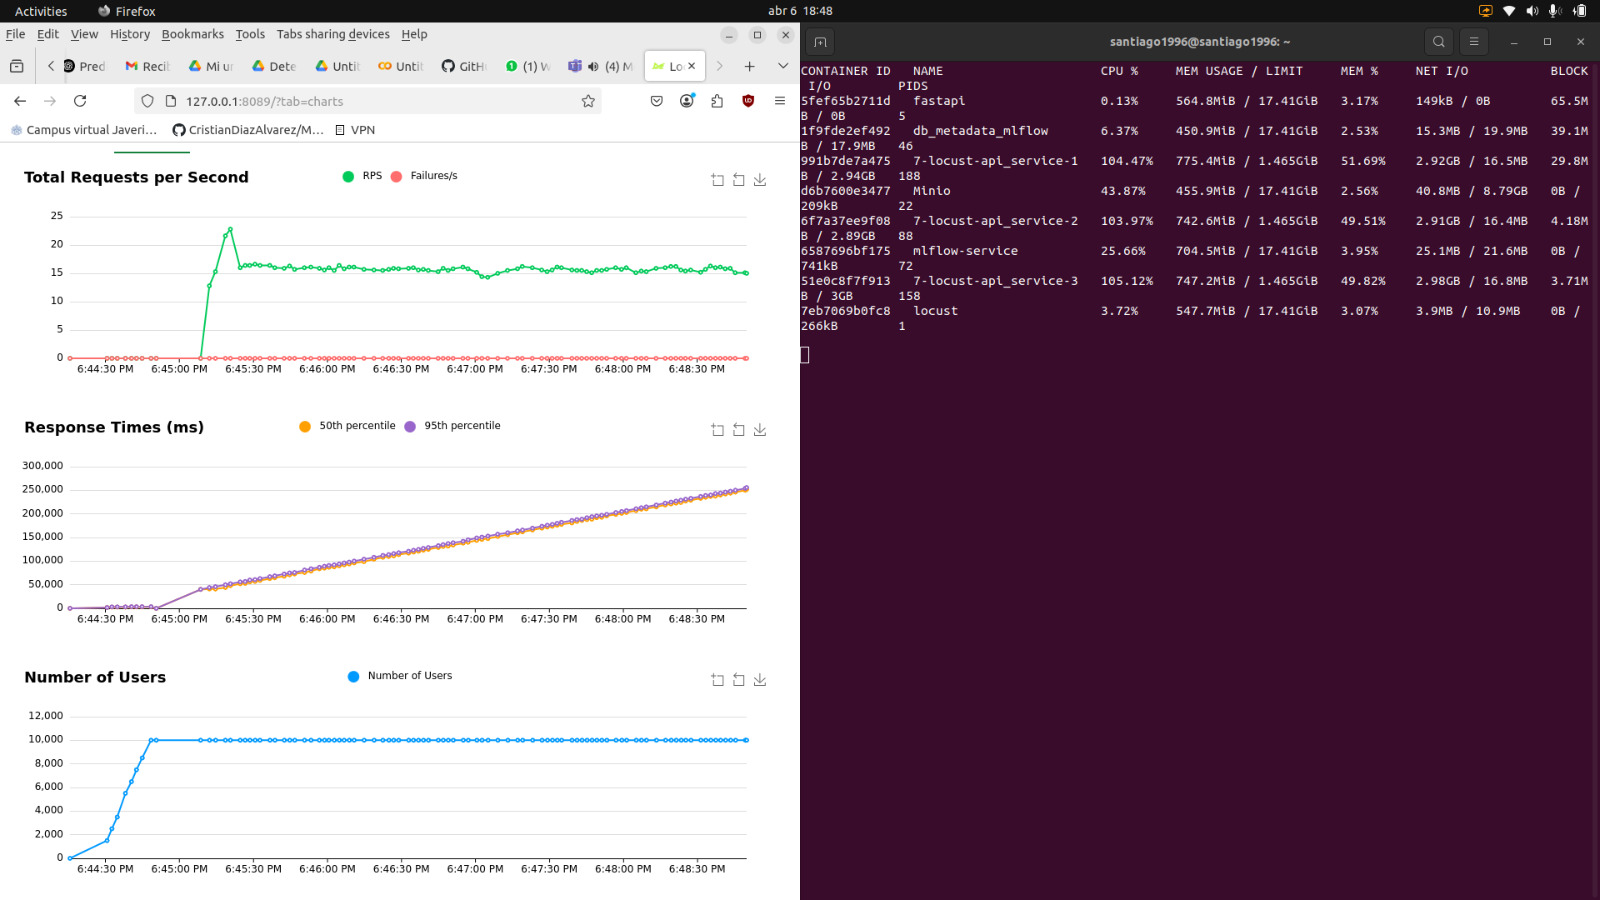 Activities Firefox abr 6 18:48
File Edit View History Bookmarks Tools Tabs sharing devices Help
Pred Recib Mi un Dete Untit Untit GitHu (1) W (4) M Lo
127.0.0.1:8089/?tab=charts
Campus virtual Javeri... CristianDiazAlvarez/M... VPN
Total Requests per Second
RPS Failures/s
25
20
15
10
5
0
6:44:30 PM 6:45:00 PM 6:45:30 PM 6:46:00 PM 6:46:30 PM 6:47:00 PM 6:47:30 PM 6:48:00 PM 6:48:30 PM
Response Times (ms)
50th percentile 95th percentile
300,000
250,000
200,000
150,000
100,000
50,000
0
6:44:30 PM 6:45:00 PM 6:45:30 PM 6:46:00 PM 6:46:30 PM 6:47:00 PM 6:47:30 PM 6:48:00 PM 6:48:30 PM
Number of Users
Number of Users
12,000
10,000
8,000
6,000
4,000
2,000
0
6:44:30 PM 6:45:00 PM 6:45:30 PM 6:46:00 PM 6:46:30 PM 6:47:00 PM 6:47:30 PM 6:48:00 PM 6:48:30 PM
santiago1996@santiago1996: ~
CONTAINER ID NAME CPU % MEM USAGE / LIMIT MEM % NET I/O BLOCK
I/O PIDS
5fef65b2711d fastapi 0.13% 564.8MiB / 17.41GiB 3.17% 149kB / 0B 65.5M
B / 0B 5
1f9fde2ef492 db_metadata_mlflow 6.37% 450.9MiB / 17.41GiB 2.53% 15.3MB / 19.9MB 39.1M
B / 17.9MB 46
991b7de7a475 7-locust-api_service-1 104.47% 775.4MiB / 1.465GiB 51.69% 2.92GB / 16.5MB 29.8M
B / 2.94GB 188
d6b7600e3477 Minio 43.87% 455.9MiB / 17.41GiB 2.56% 40.8MB / 8.79GB 0B /
209kB 22
6f7a37ee9f08 7-locust-api_service-2 103.97% 742.6MiB / 1.465GiB 49.51% 2.91GB / 16.4MB 4.18M
B / 2.89GB 88
6587696bf175 mlflow-service 25.66% 704.5MiB / 17.41GiB 3.95% 25.1MB / 21.6MB 0B /
741kB 72
51e0c8f7f913 7-locust-api_service-3 105.12% 747.2MiB / 1.465GiB 49.82% 2.98GB / 16.8MB 3.71M
B / 3GB 158
7eb7069b0fc8 locust 3.72% 547.7MiB / 17.41GiB 3.07% 3.9MB / 10.9MB 0B /
266kB 1